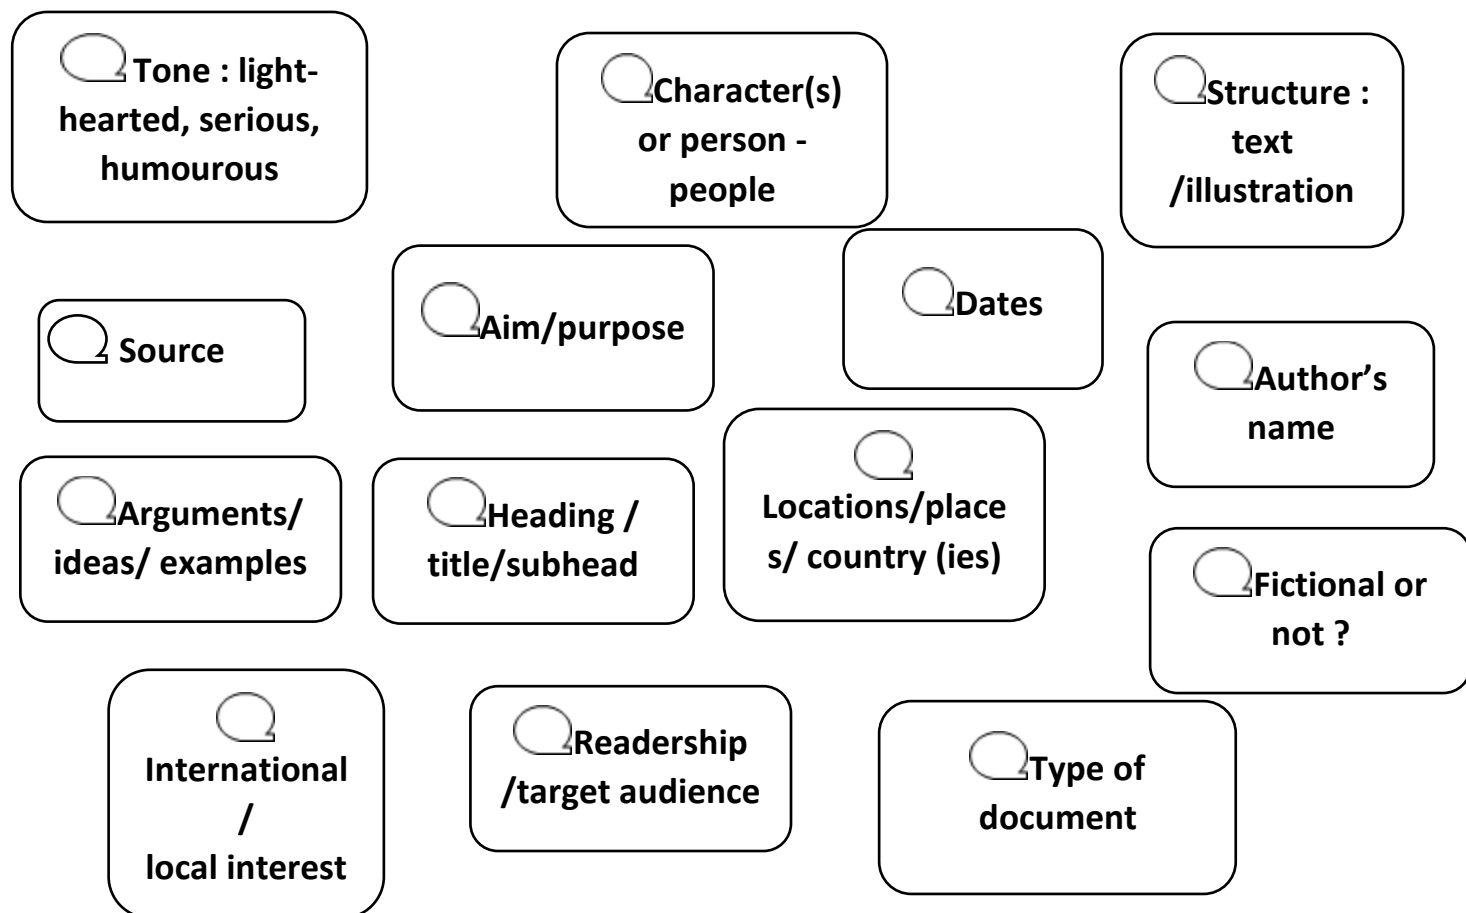 Tone : light-
hearted, serious,
humourous
Character(s)
or person -
people
Structure :
text
/illustration
Source
Aim/purpose
Dates
Author’s
name
Arguments/
ideas/ examples
Heading /
title/subhead
Locations/place
s/ country (ies)
Fictional or
not ?
International
/
local interest
Readership
/target audience
Type of
document